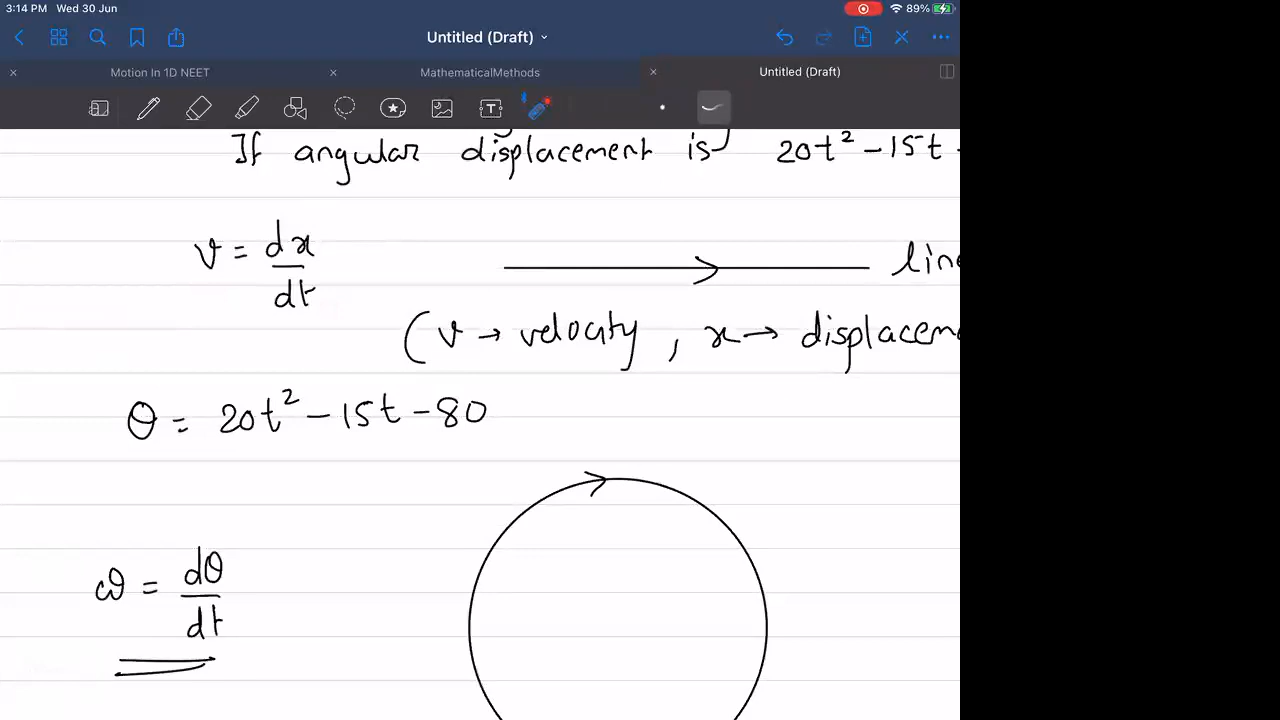 3:14 PM Wed 30 Jun 89%
Untitled (Draft)
Motion In 1D NEET MathematicalMethods Untitled (Draft)
If angular displacement is 20t² - 15t -
v = dx/dt
line
(v → velocity, x → displacem
θ = 20t² - 15t - 80
ω = dθ/dt